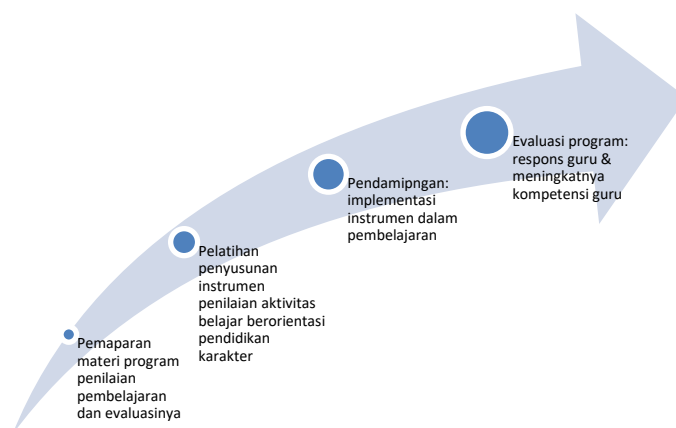 Pemaparan
materi program
penilaian
pembelajaran
dan evaluasinya
Pelatihan
penyusunan
instrumen
penilaian aktivitas
belajar berorientasi
pendidikan
karakter
Pendamipngan:
implementasi
instrumen dalam
pembelajaran
Evaluasi program:
respons guru &
meningkatnya
kompetensi guru